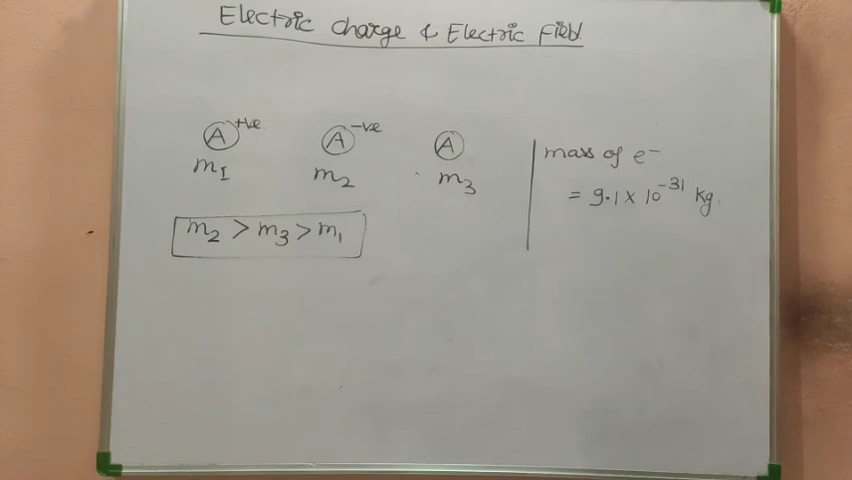 Electric Charge & Electric Field
A +ve A -ve A
m1 m2 m3
m2 > m3 > m1
mass of e⁻
= 9.1 x 10⁻³¹ kg.